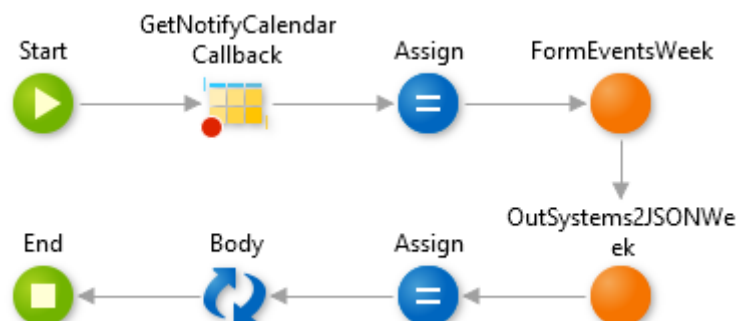 Start
GetNotifyCalendar
Callback
Assign
FormEventsWeek
OutSystems2JSONWe
ek
End
Body
Assign